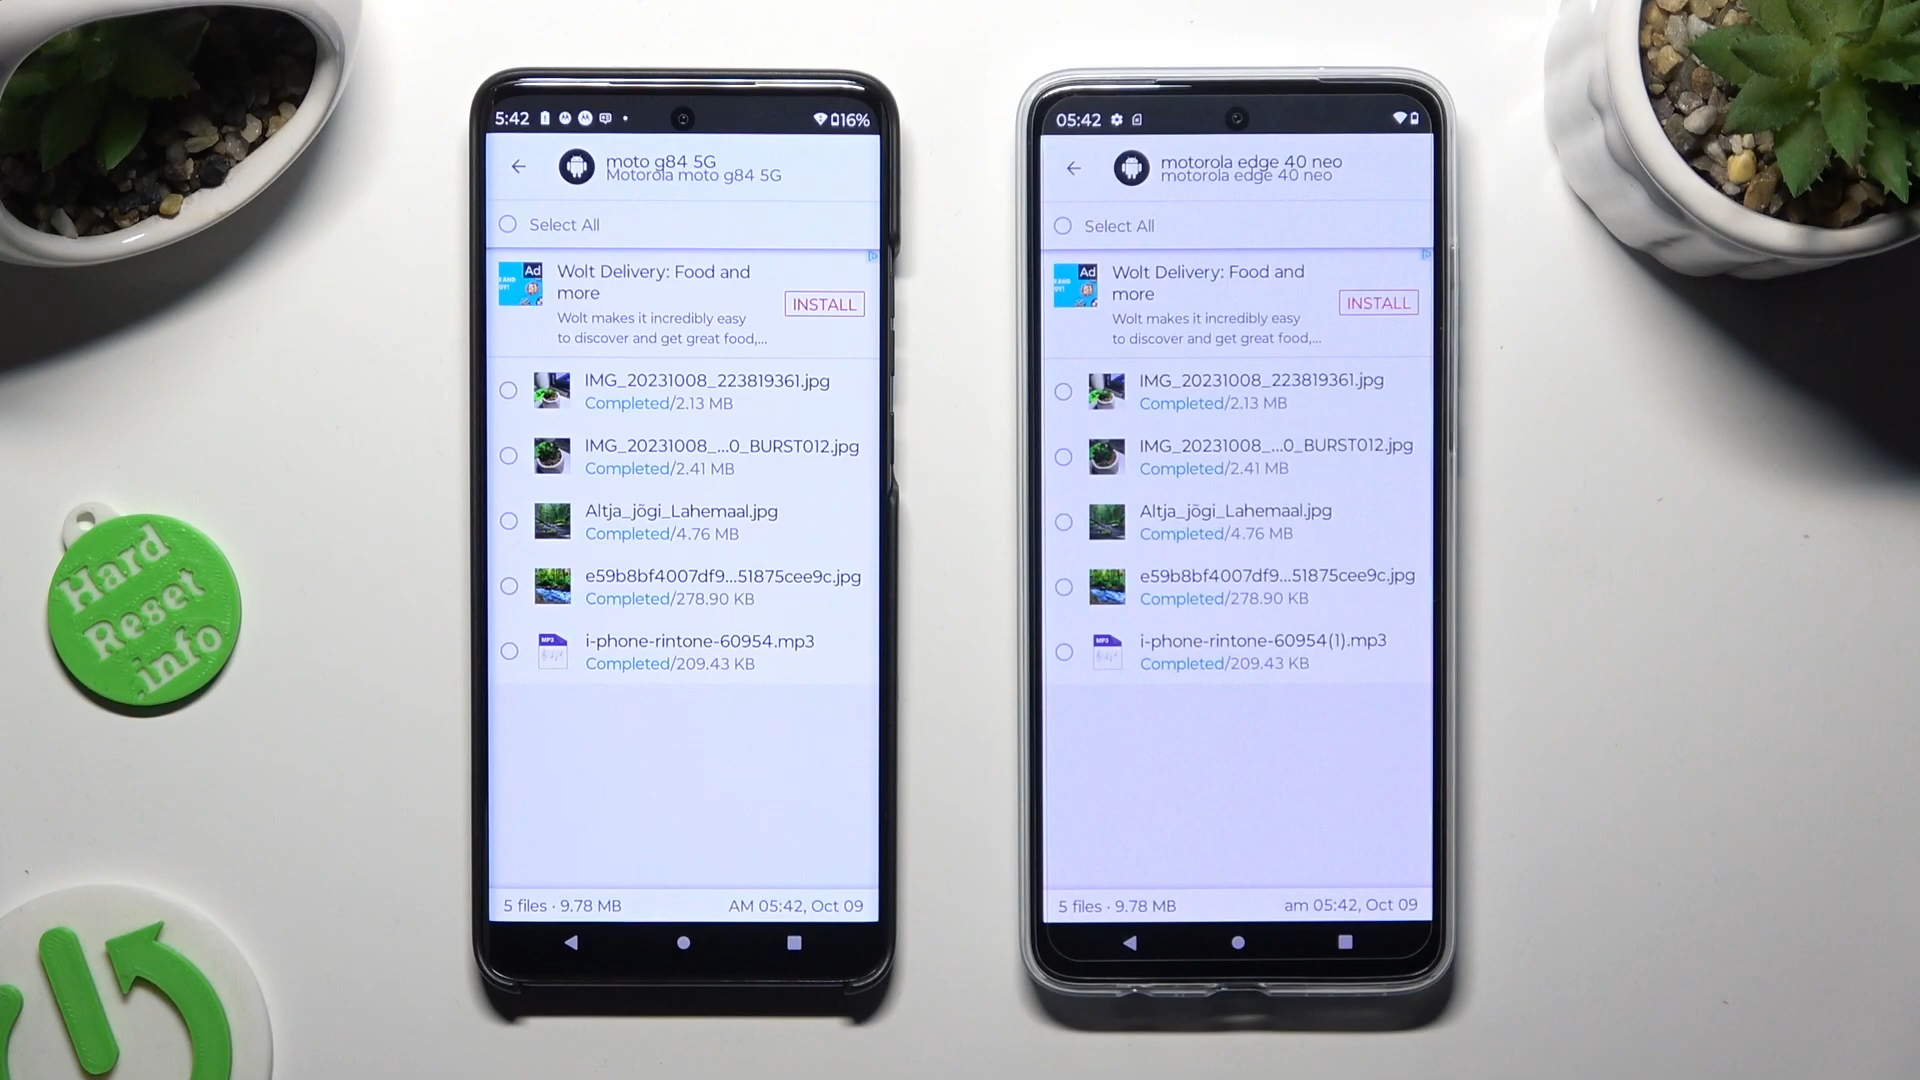 5:42
16%
moto g84 5G
Motorola moto g84 5G
Select All
Ad
Wolt Delivery: Food and
more
INSTALL
Wolt makes it incredibly easy
to discover and get great food,...
IMG_20231008_223819361.jpg
Completed/2.13 MB
IMG_20231008_...0_BURST012.jpg
Completed/2.41 MB
Altja_jõgi_Lahemaal.jpg
Completed/4.76 MB
e59b8bf4007df9...51875cee9c.jpg
Completed/278.90 KB
MP3
i-phone-rintone-60954.mp3
Completed/209.43 KB
5 files · 9.78 MB
AM 05:42, Oct 09
05:42
motorola edge 40 neo
motorola edge 40 neo
Select All
Ad
Wolt Delivery: Food and
more
INSTALL
Wolt makes it incredibly easy
to discover and get great food,...
IMG_20231008_223819361.jpg
Completed/2.13 MB
IMG_20231008_...0_BURST012.jpg
Completed/2.41 MB
Altja_jõgi_Lahemaal.jpg
Completed/4.76 MB
e59b8bf4007df9...51875cee9c.jpg
Completed/278.90 KB
MP3
i-phone-rintone-60954(1).mp3
Completed/209.43 KB
5 files · 9.78 MB
am 05:42, Oct 09
Hard
Reset
.info